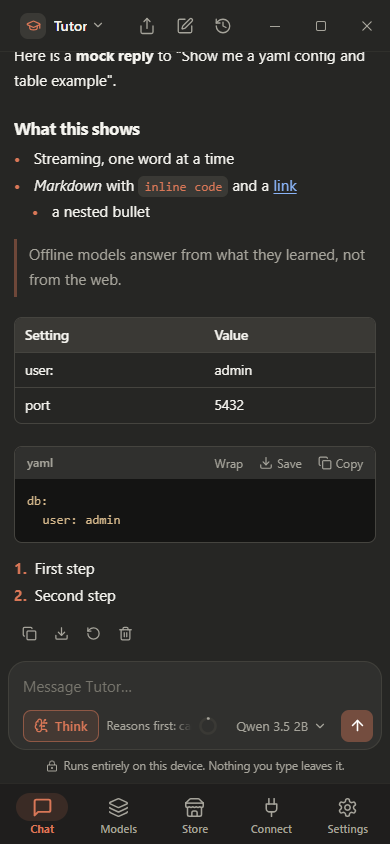 Tutor
Here is a mock reply to "Show me a yaml config and
table example".
What this shows
• Streaming, one word at a time
• Markdown with inline code and a link
• a nested bullet
Offline models answer from what they learned, not
from the web.
Setting Value
user: admin
port 5432
yaml Wrap Save Copy
db:
user: admin
1. First step
2. Second step
Message Tutor...
Think Reasons first: ca Qwen 3.5 2B
Runs entirely on this device. Nothing you type leaves it.
Chat Models Store Connect Settings